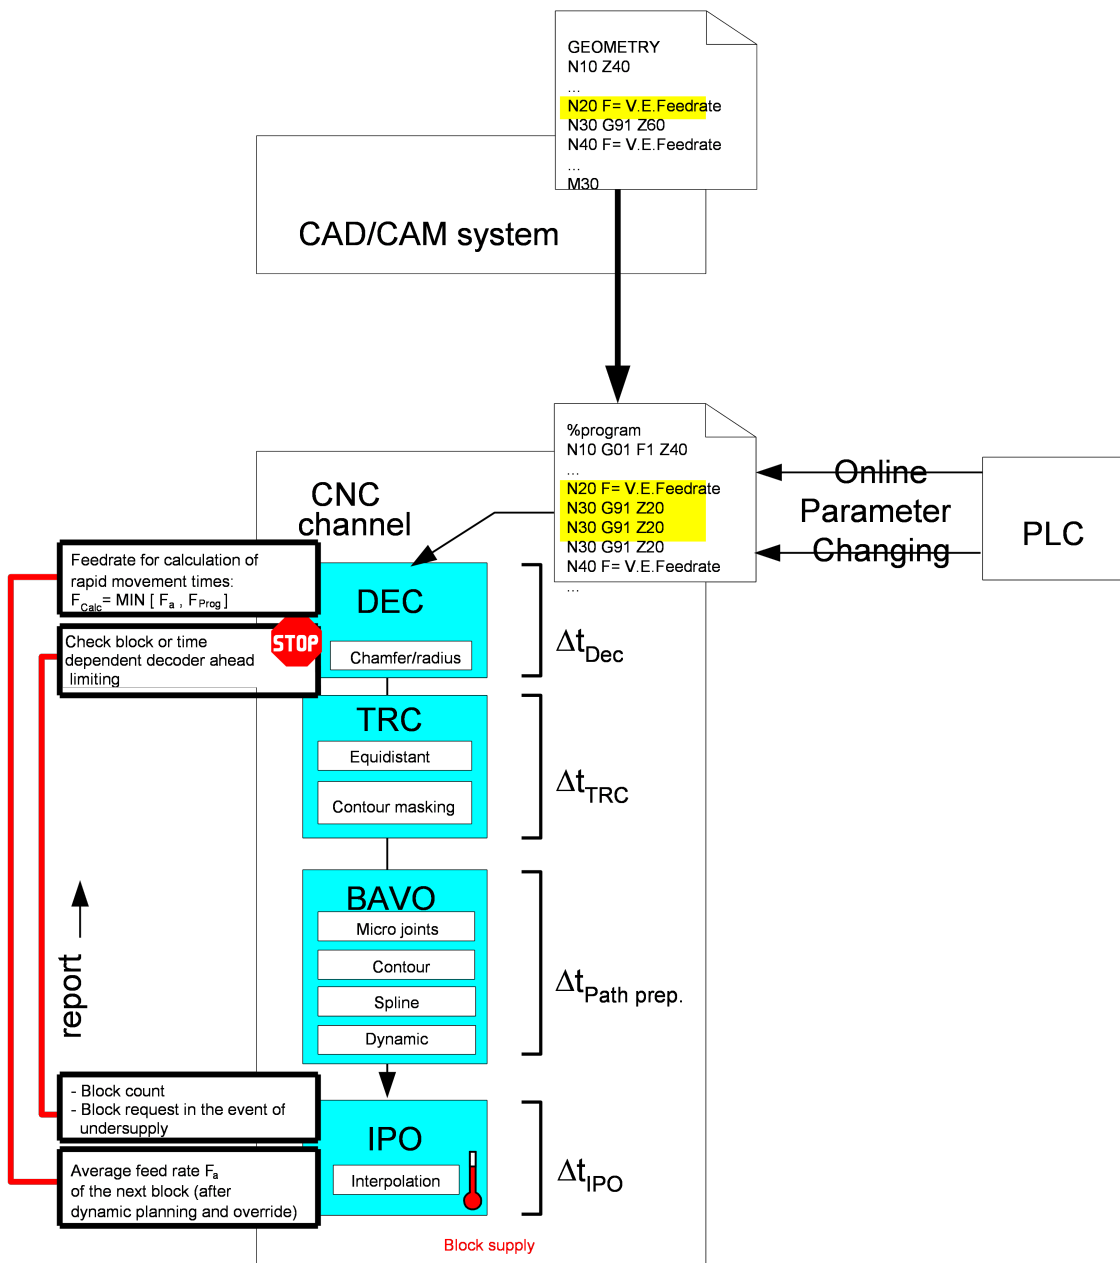 GEOMETRY
N10 Z40
...
N20 F= V.E.Feedrate
N30 G91 Z60
N40 F= V.E.Feedrate
...
M30
CAD/CAM system
%program
N10 G01 F1 Z40
...
N20 F= V.E.Feedrate
N30 G91 Z20
N30 G91 Z20
N30 G91 Z20
N40 F= V.E.Feedrate
...
Online
Parameter
Changing
PLC
CNC
channel
Feedrate for calculation of
rapid movement times:
FCalc= MIN [ Fa , FProg ]
STOP
Check block or time
dependent decoder ahead
limiting
DEC
Chamfer/radius
ΔtDec
TRC
Equidistant
Contour masking
ΔtTRC
BAVO
Micro joints
Contour
Spline
Dynamic
ΔtPath prep.
report
- Block count
- Block request in the event of
undersupply
IPO
Interpolation
ΔtIPO
Average feed rate Fa
of the next block (after
dynamic planning and override)
Block supply